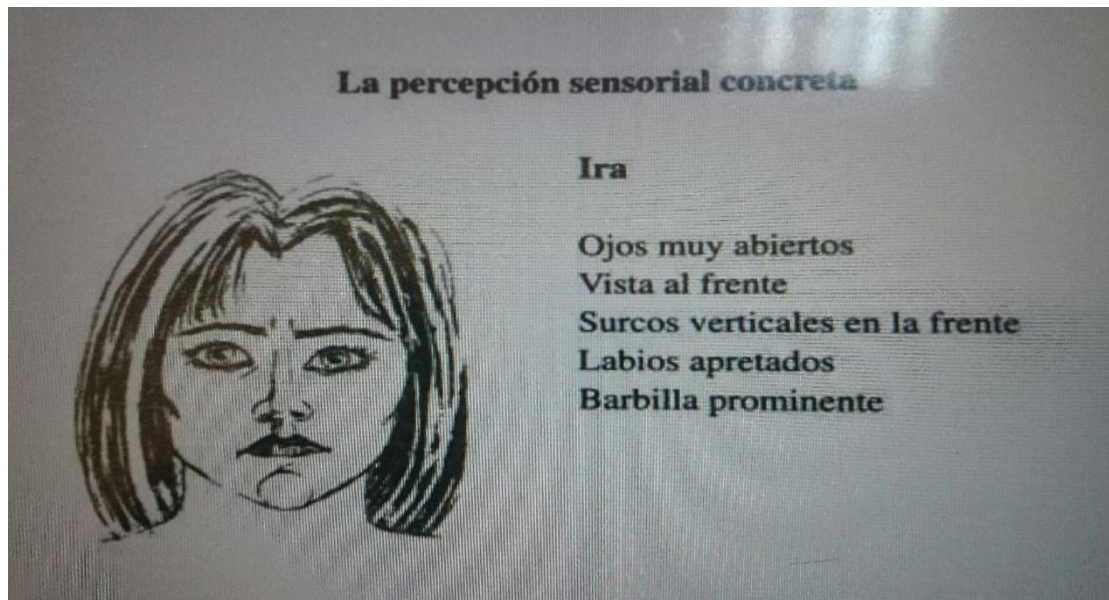 La percepción sensorial concreta
Ira
Ojos muy abiertos
Vista al frente
Surcos verticales en la frente
Labios apretados
Barbilla prominente